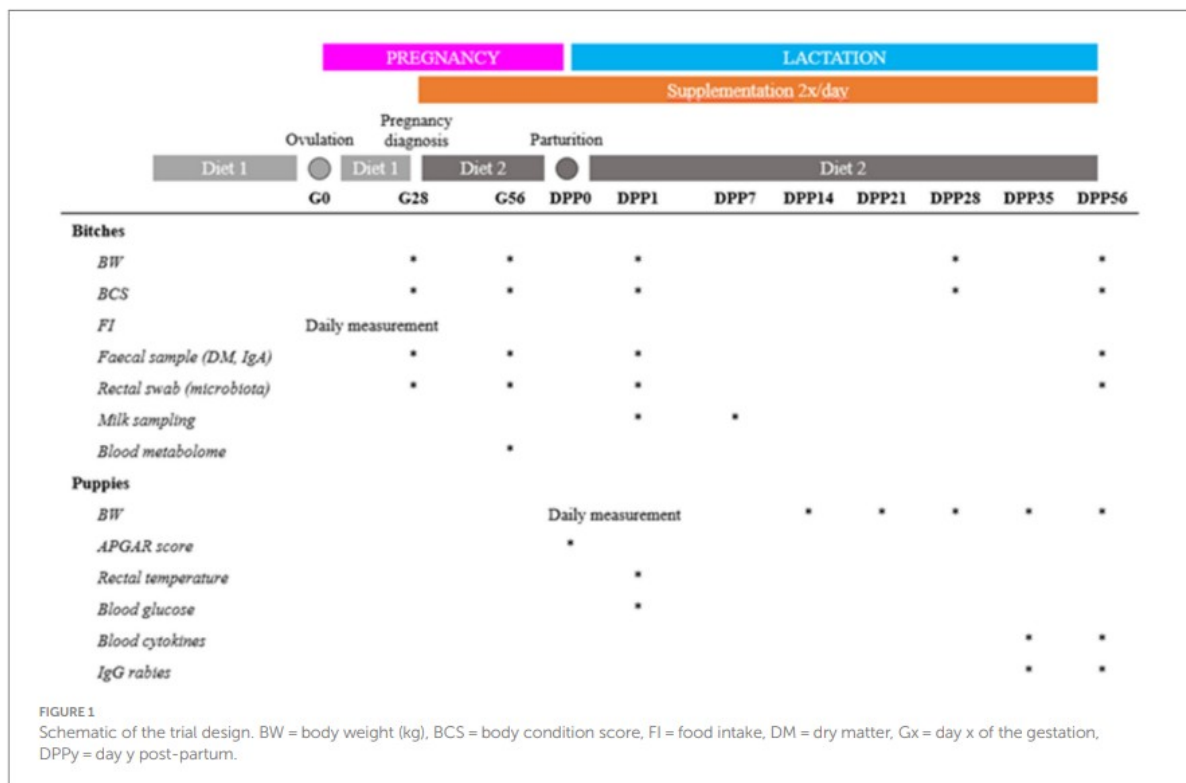 PREGNANCY LACTATION
Supplementation 2x/day
Ovulation Pregnancy diagnosis Parturition
Diet 1 Diet 1 Diet 2 Diet 2
G0 G28 G56 DPP0 DPP1 DPP7 DPP14 DPP21 DPP28 DPP35 DPP56
Bitches
BW * * * * *
BCS * * * * *
FI Daily measurement
Faecal sample (DM, IgA) * * * *
Rectal swab (microbiota) * * * *
Milk sampling * *
Blood metabolome *
Puppies
BW Daily measurement * * * * *
APGAR score *
Rectal temperature *
Blood glucose *
Blood cytokines * *
IgG rabies * *
FIGURE 1
Schematic of the trial design. BW = body weight (kg), BCS = body condition score, FI = food intake, DM = dry matter, Gx = day x of the gestation,
DPPy = day y post-partum.